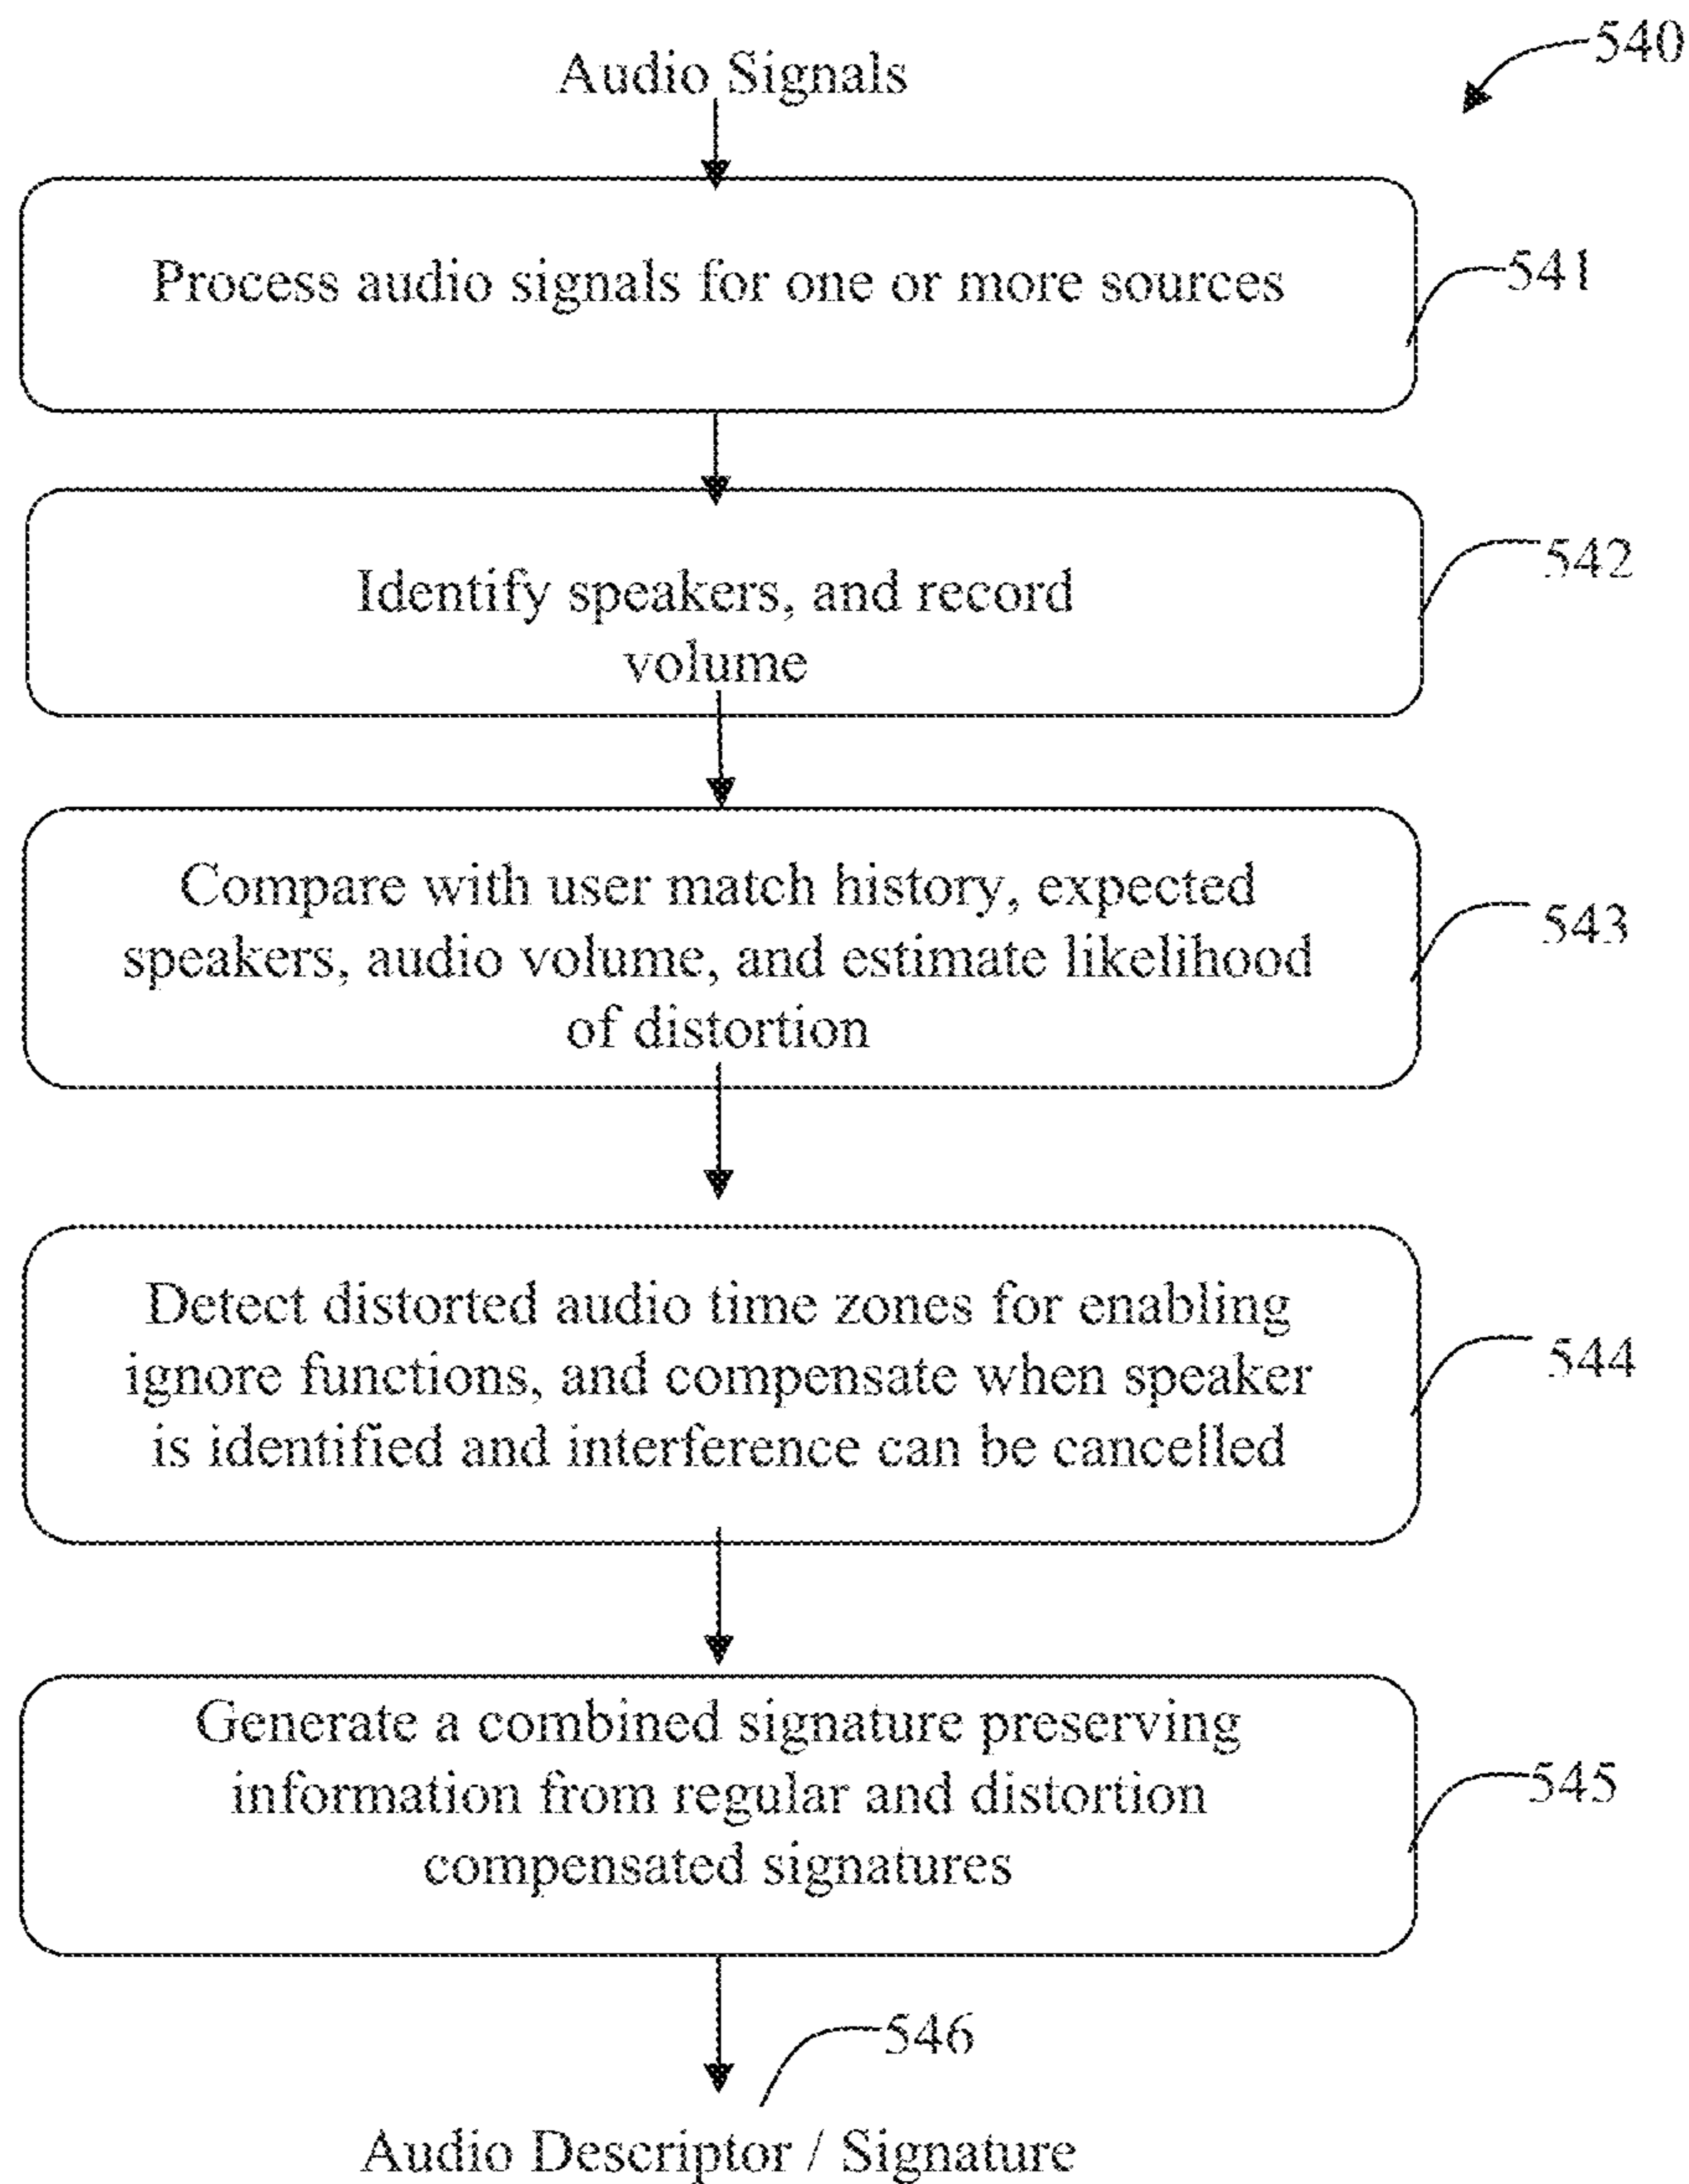 540
Audio Signals
Process audio signals for one or more sources
541
Identify speakers, and record
volume
542
Compare with user match history, expected
speakers, audio volume, and estimate likelihood
of distortion
543
Detect distorted audio time zones for enabling
ignore functions, and compensate when speaker
is identified and interference can be cancelled
544
Generate a combined signature preserving
information from regular and distortion
compensated signatures
545
546
Audio Descriptor / Signature